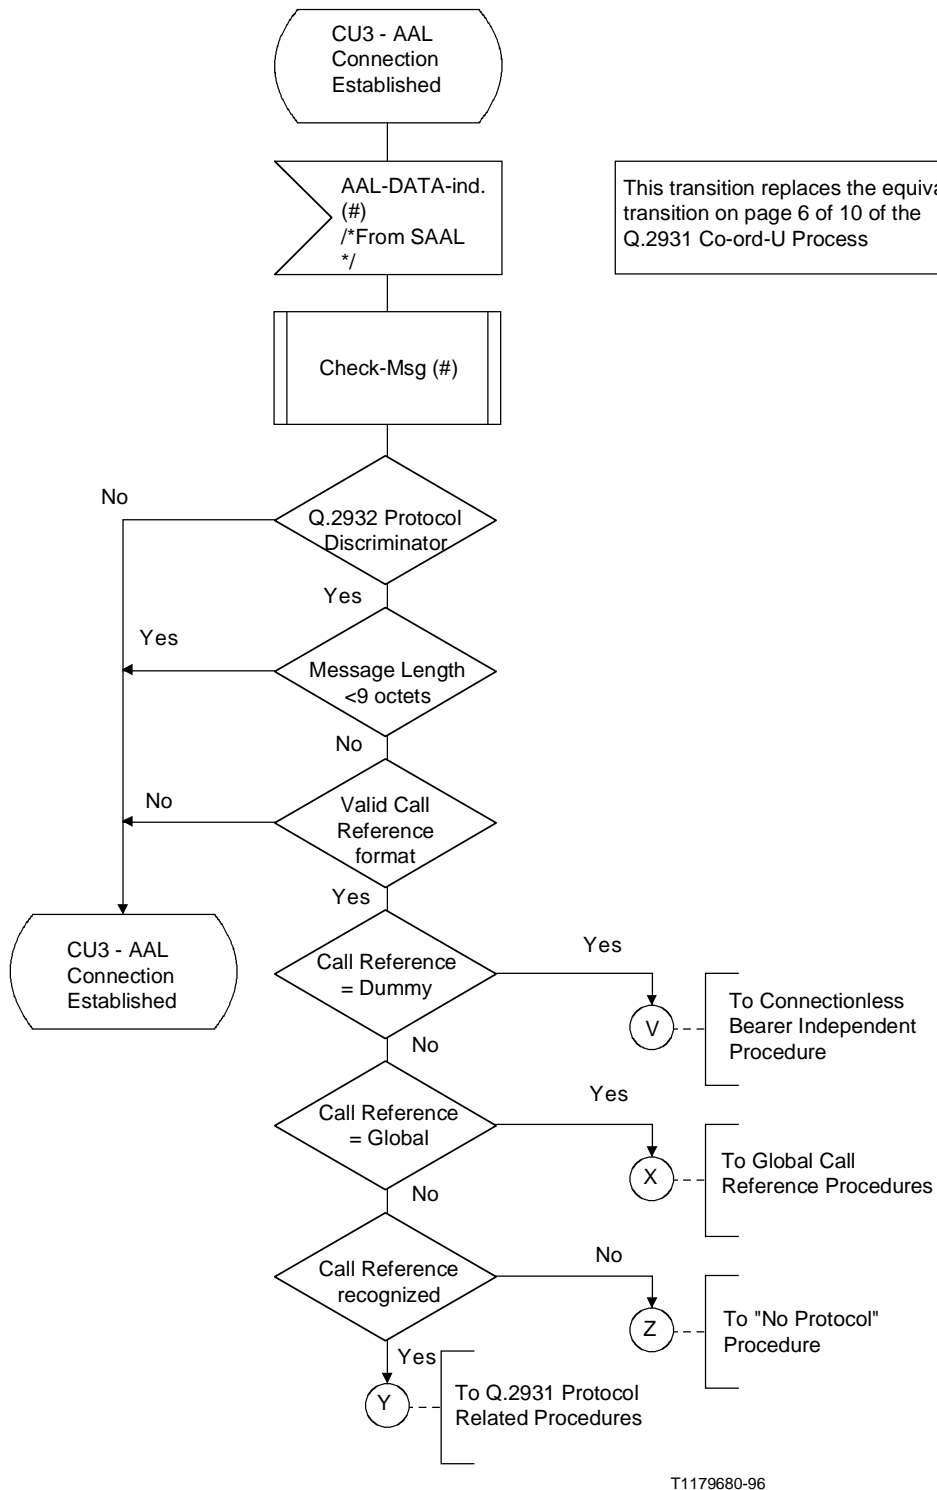 CU3 - AAL
Connection
Established
AAL-DATA-ind.
(#)
/*From SAAL
*/
This transition replaces the
transition on page 6 of 10 of the
Q.2931 Co-ord-U Process
Check-Msg (#)
No
Q.2932 Protocol
Discriminator
Yes
Yes
Message Length
<9 octets
No
No
Valid Call
Reference
format
Yes
CU3 - AAL
Connection
Established
Call Reference
= Dummy
Yes
V
To Connectionless
Bearer Independent
Procedure
No
Call Reference
= Global
Yes
X
To Global Call
Reference Procedures
No
Call Reference
recognized
No
Z
To "No Protocol"
Procedure
Yes
Y
To Q.2931 Protocol
Related Procedures
T1179680-96